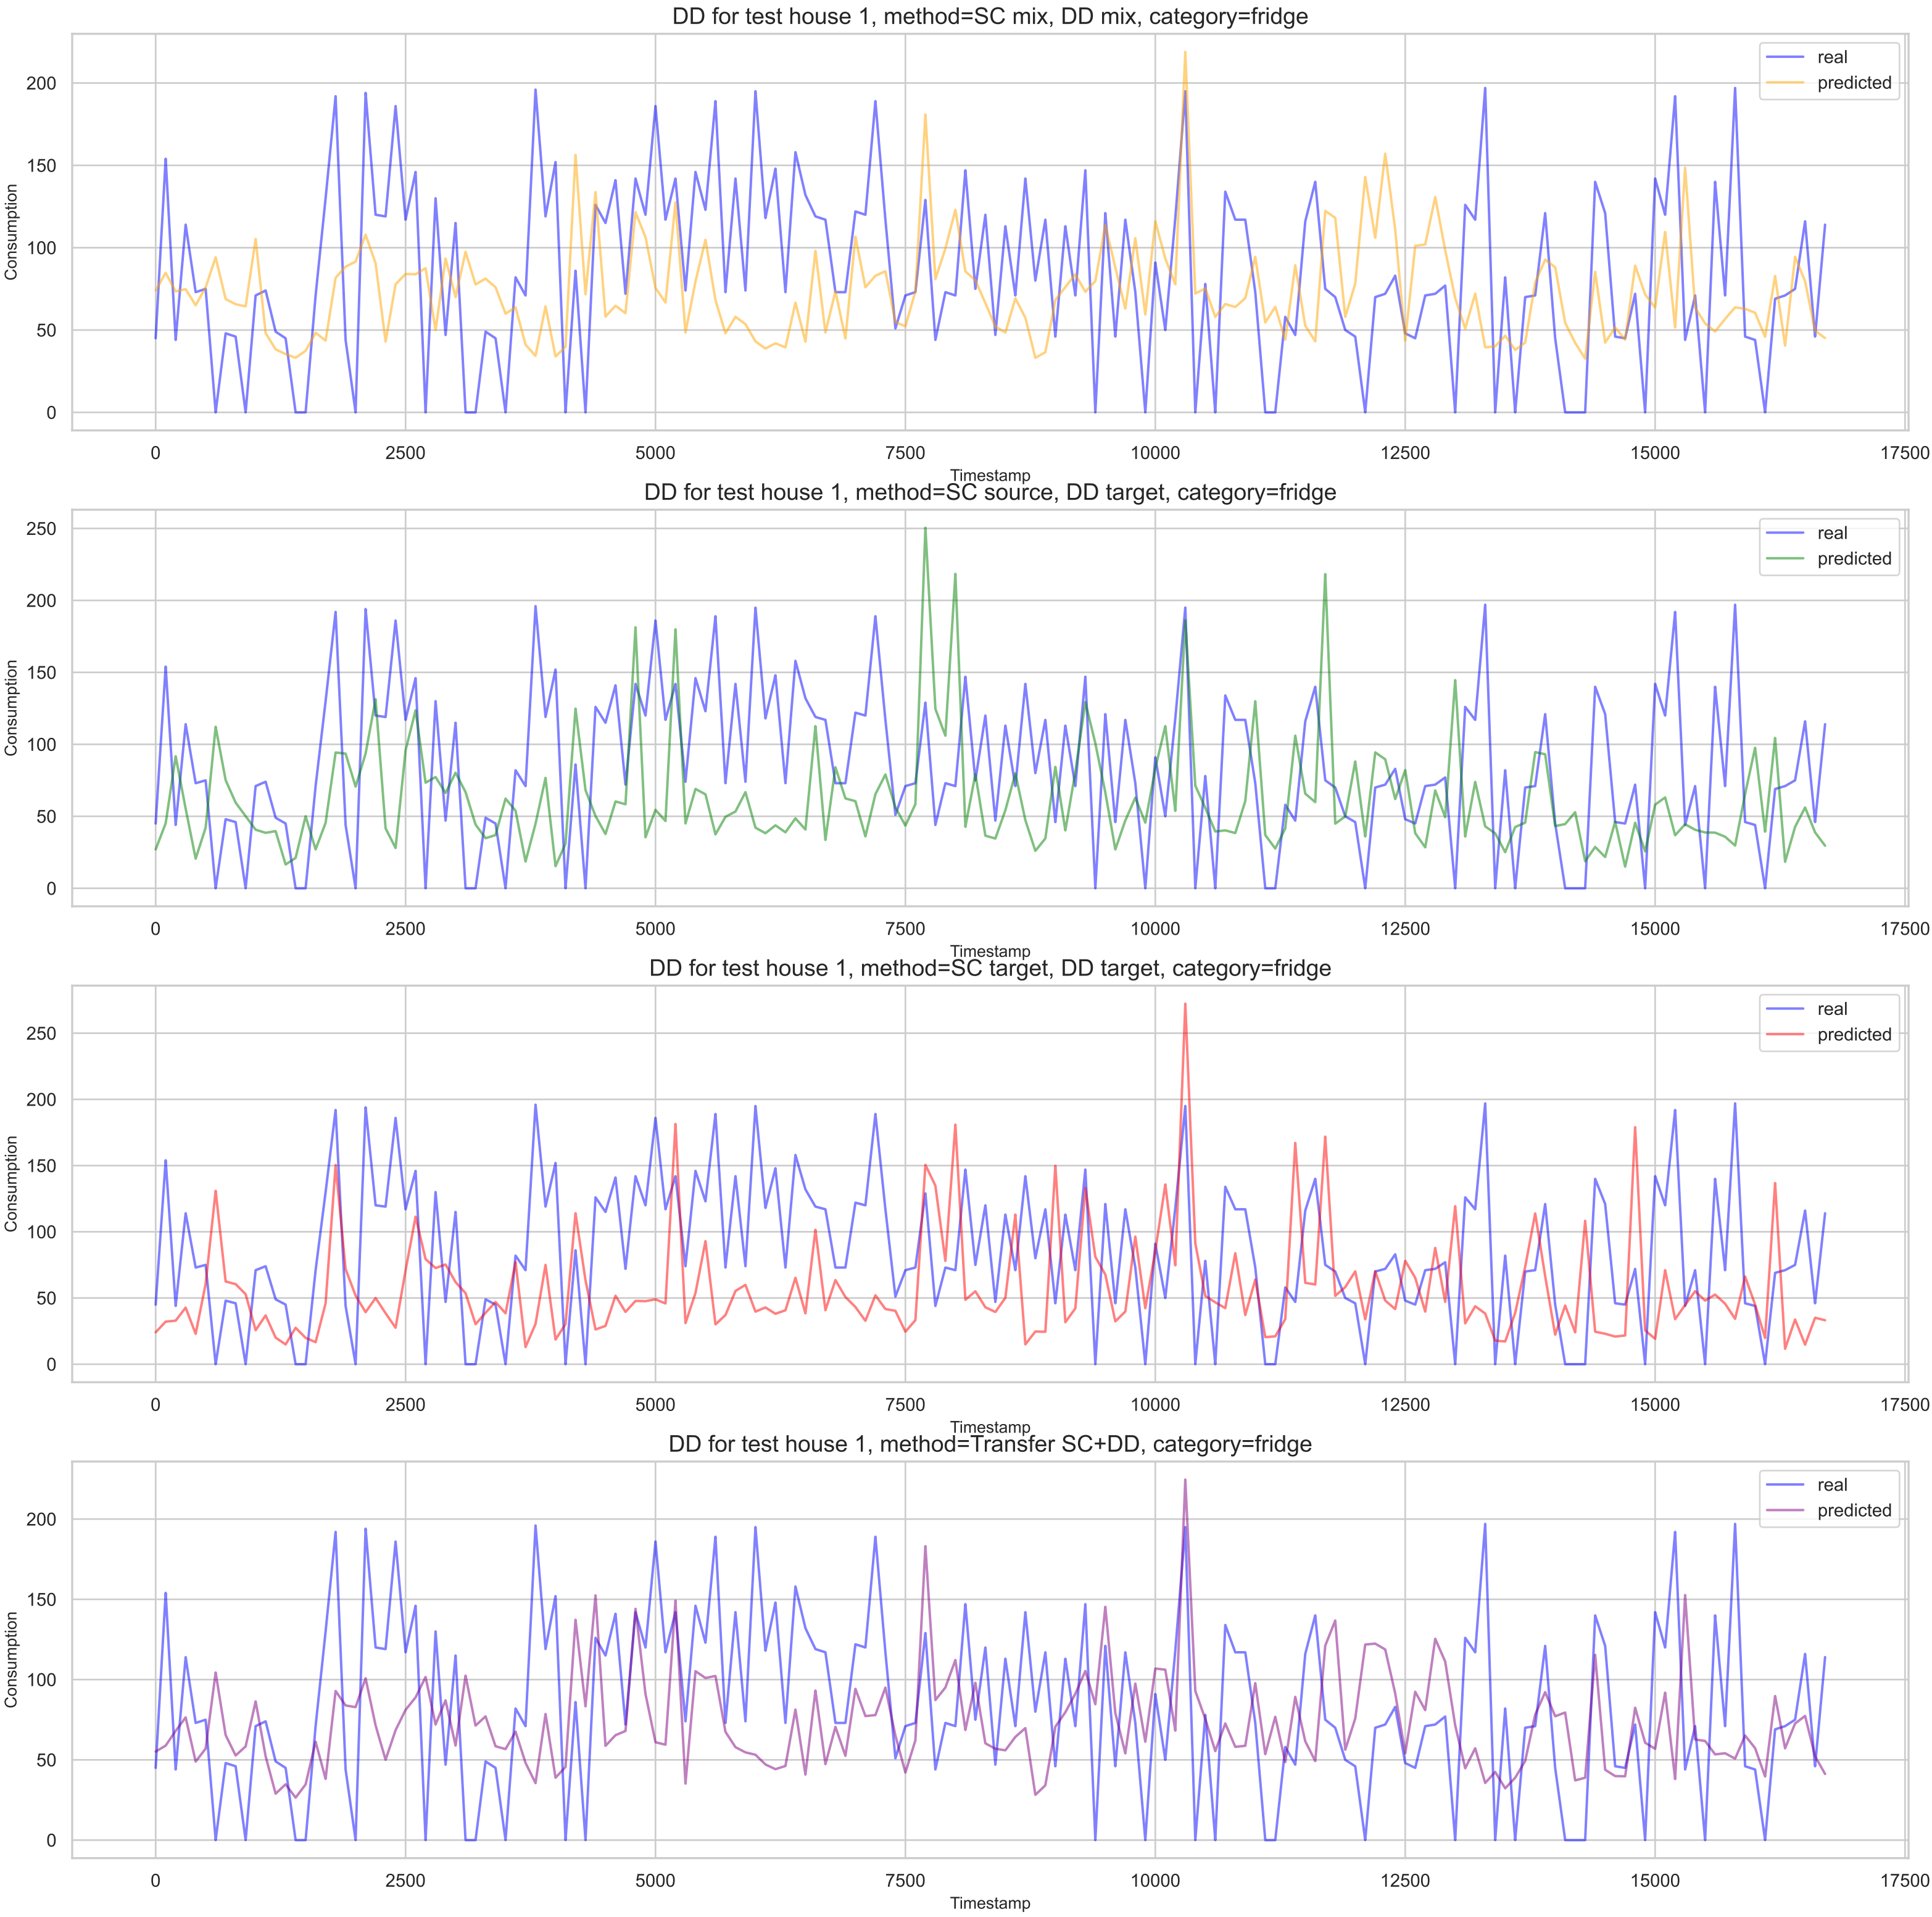 DD for test house 1, method=SC mix, DD mix, category=fridge
real
predicted
200
150
100
50
0
Consumption
0 2500 5000 7500 10000 12500 15000 17500
Timestamp
DD for test house 1, method=SC source, DD target, category=fridge
real
predicted
250
200
150
100
50
0
Consumption
0 2500 5000 7500 10000 12500 15000 17500
Timestamp
DD for test house 1, method=SC target, DD target, category=fridge
real
predicted
250
200
150
100
50
0
Consumption
0 2500 5000 7500 10000 12500 15000 17500
Timestamp
DD for test house 1, method=Transfer SC+DD, category=fridge
real
predicted
200
150
100
50
0
Consumption
0 2500 5000 7500 10000 12500 15000 17500
Timestamp